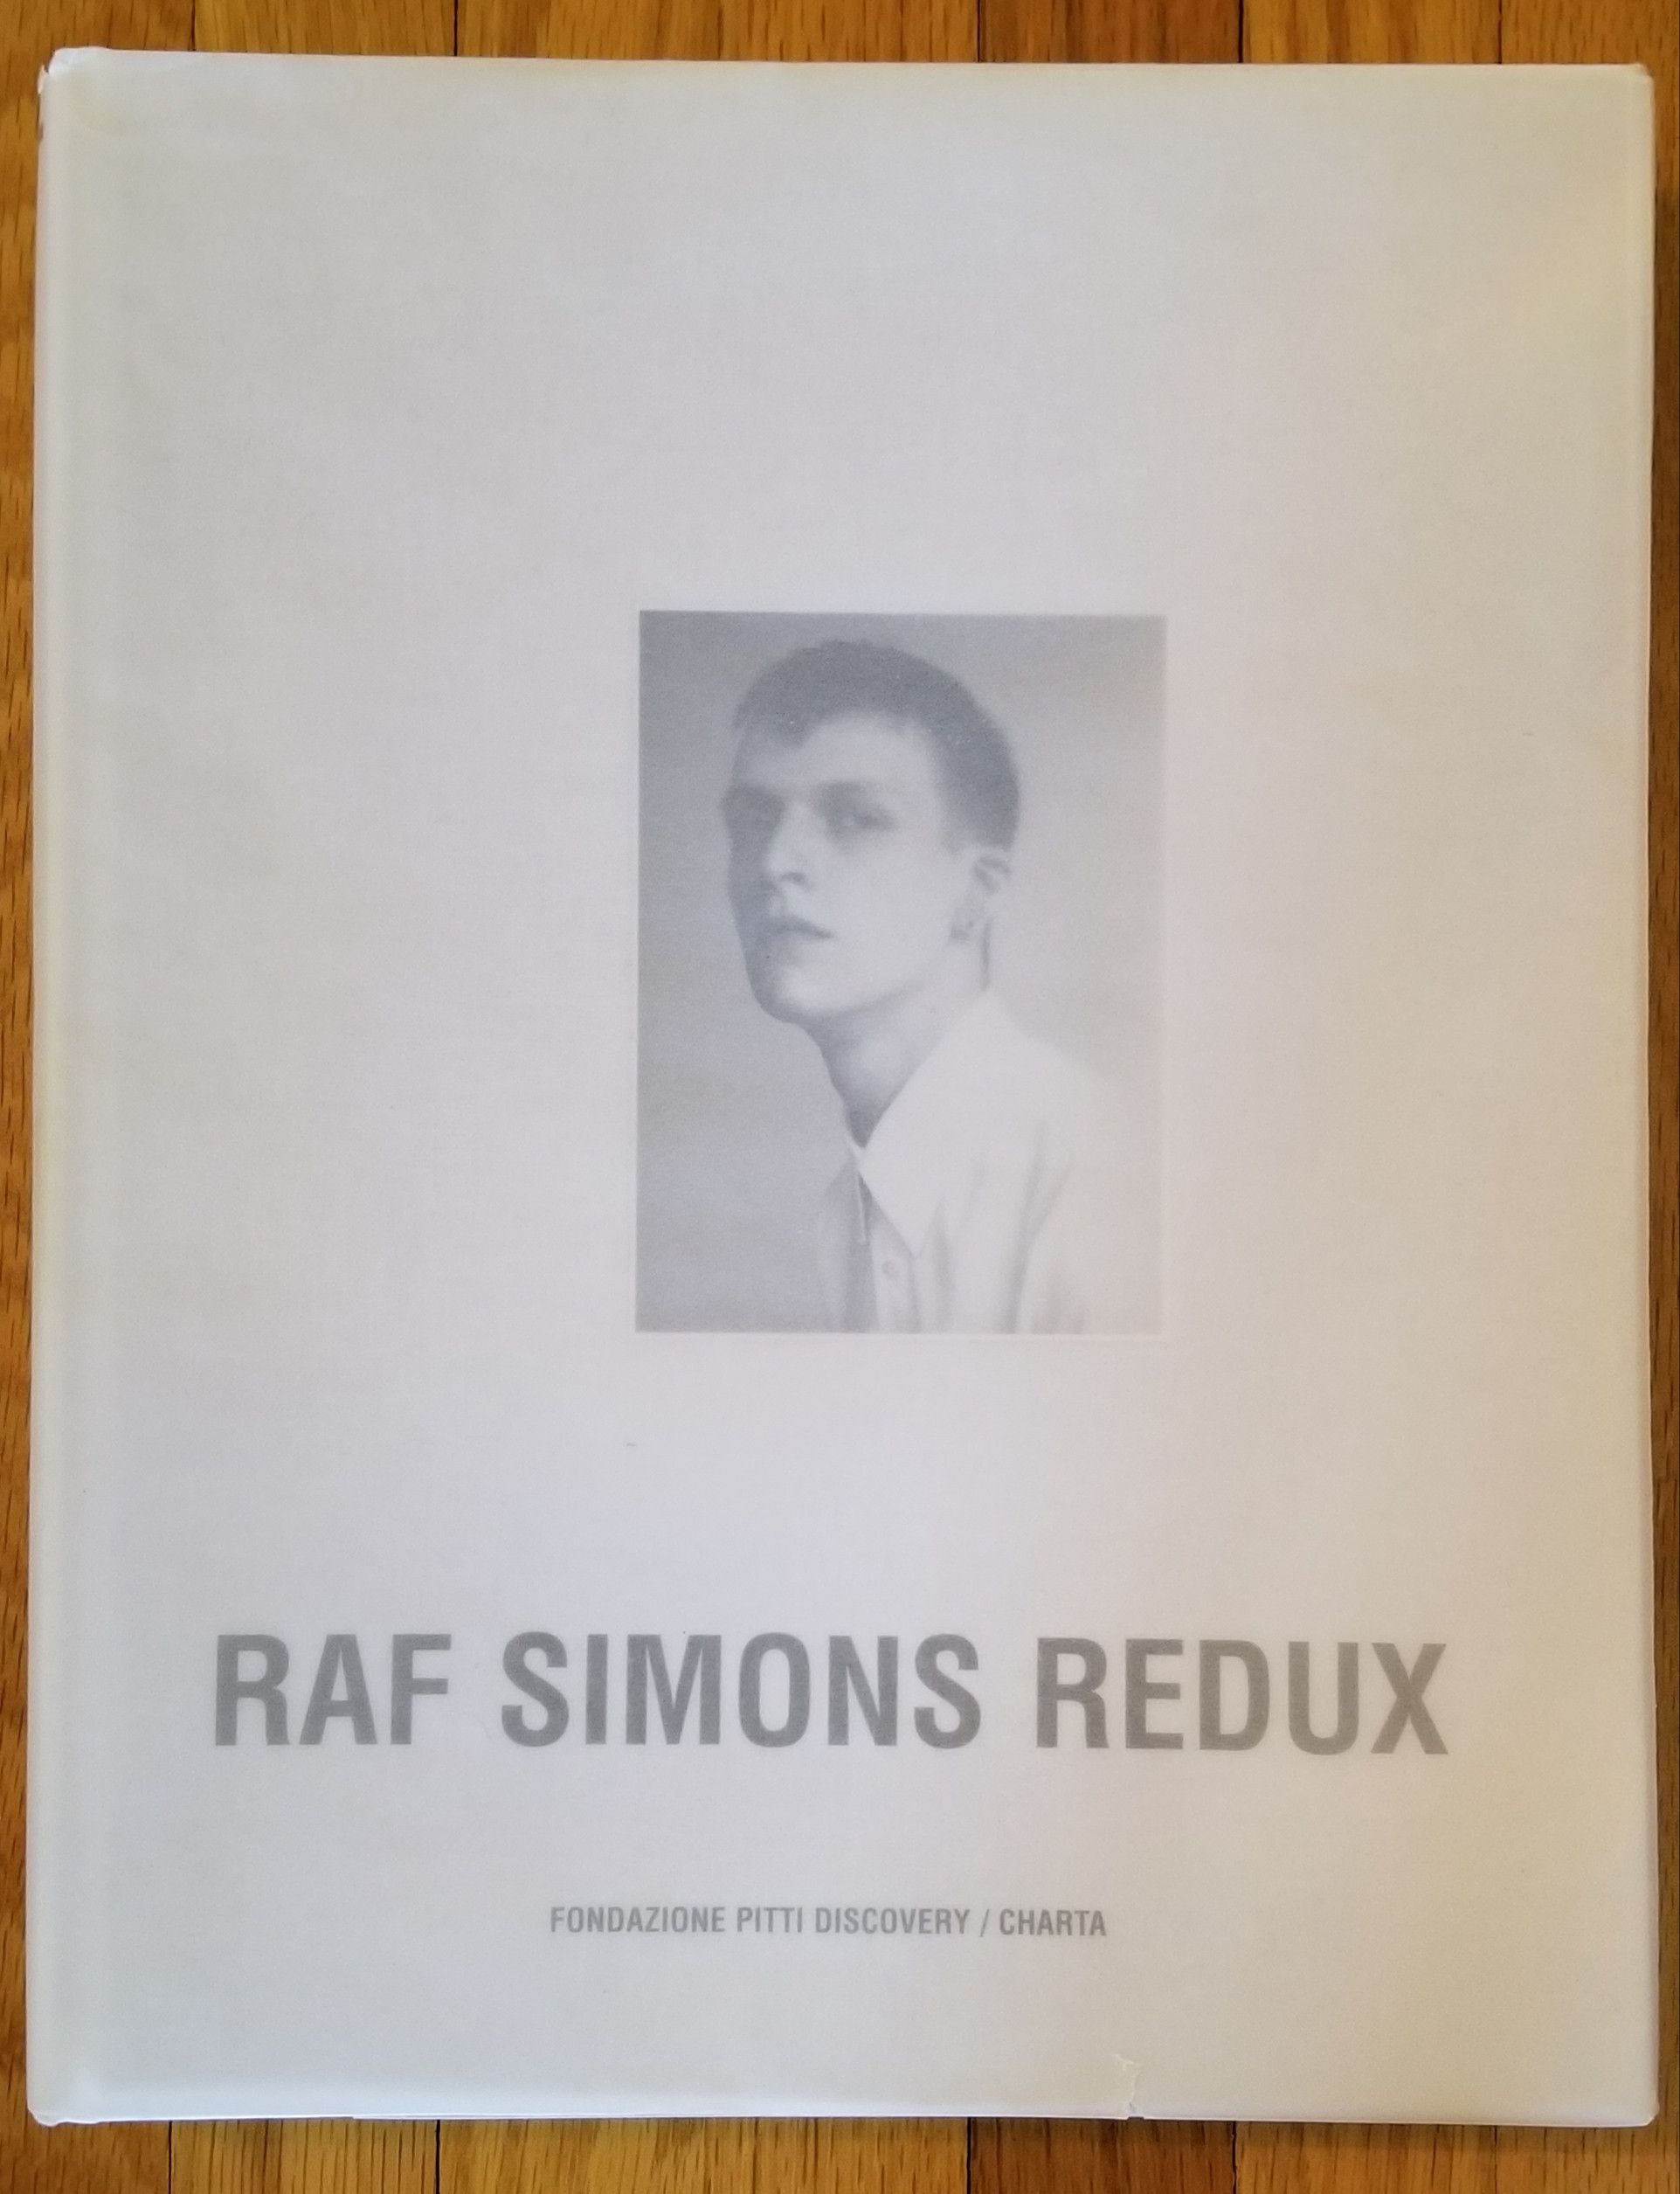 RAF SIMONS REDUX
FONDAZIONE PITTI DISCOVERY / CHARTA